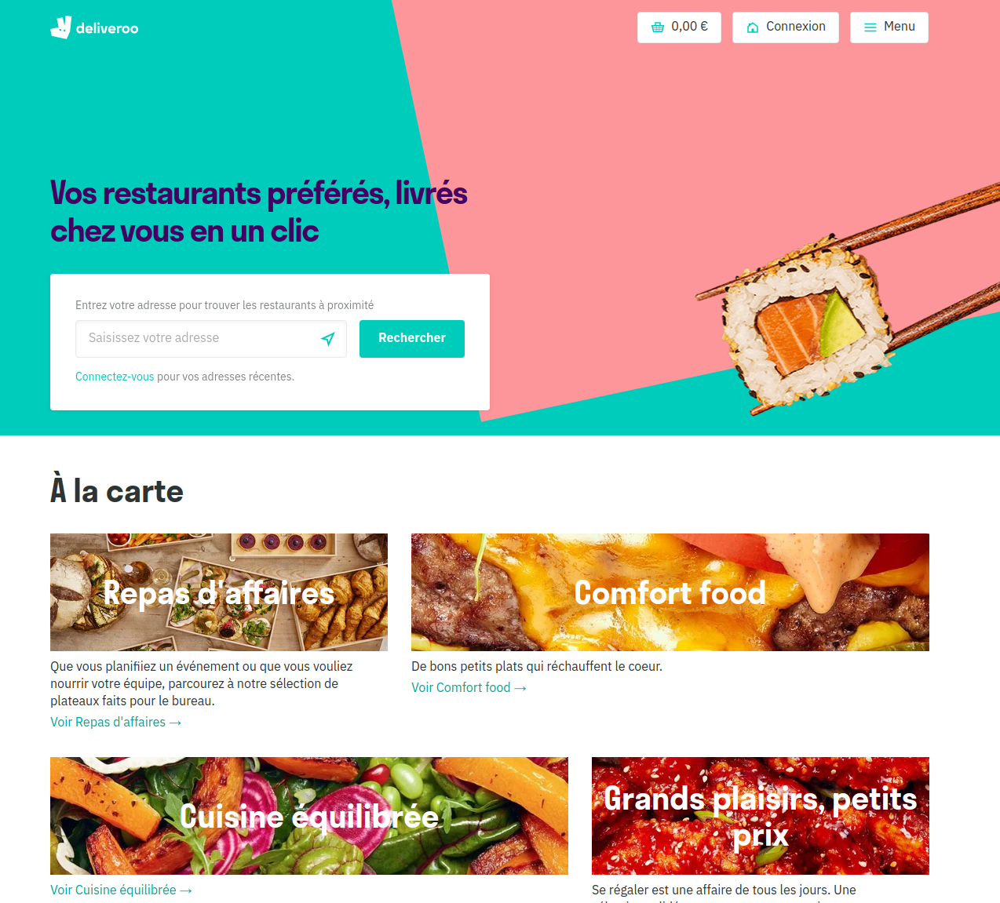 deliveroo
0,00 €
Connexion
Menu
Vos restaurants préférés, livrés
chez vous en un clic
Entrez votre adresse pour trouver les restaurants à proximité
Saisissez votre adresse
Rechercher
Connectez-vous pour vos adresses récentes.
À la carte
Repas d'affaires
Comfort food
Que vous planifiiez un événement ou que vous vouliez
nourrir votre équipe, parcourez à notre sélection de
plateaux faits pour le bureau.
Voir Repas d'affaires →
De bons petits plats qui réchauffent le coeur.
Voir Comfort food →
Cuisine équilibrée
Grands plaisirs, petits
prix
Voir Cuisine équilibrée →
Se régaler est une affaire de tous les jours. Une